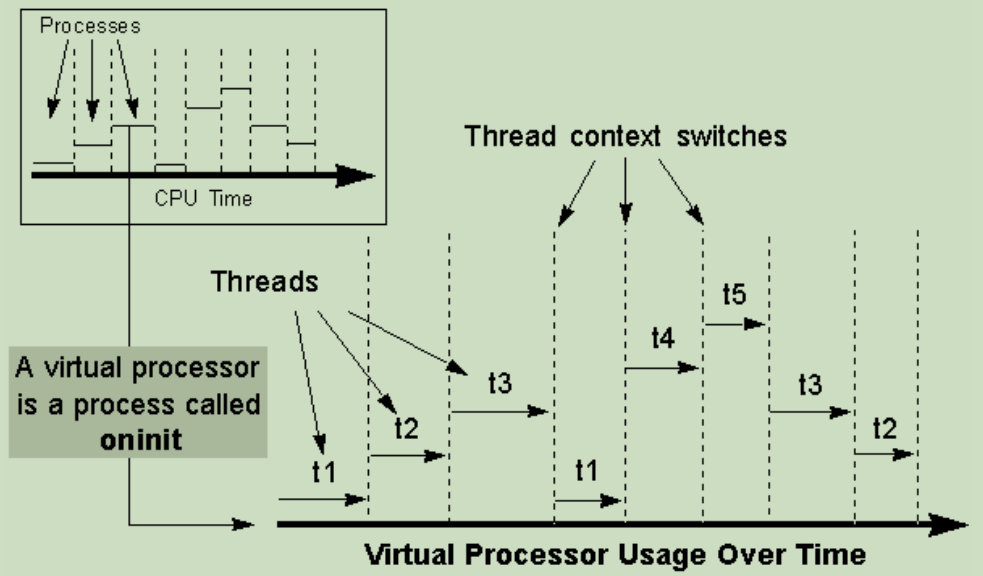 Processes
CPU Time
Thread context switches
Threads
A virtual processor
is a process called
oninit
t1
t2
t3
t1
t4
t5
t3
t2
Virtual Processor Usage Over Time